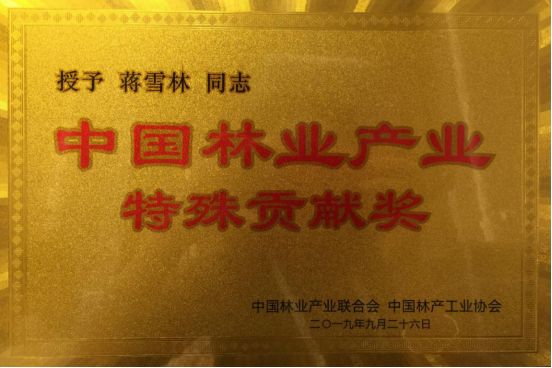 授予 蒋雪林 同志
中国林业产业
特殊贡献奖
中国林业产业联合会 中国林产工业协会
二〇一九年九月二十六日